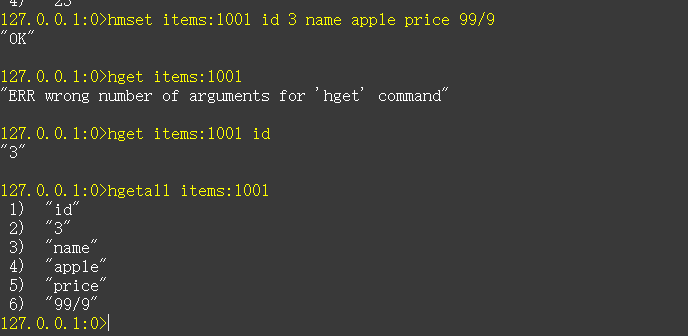 4)   "23"
127.0.0.1:0>hmset items:1001 id 3 name apple price 99/9
"OK"
127.0.0.1:0>hget items:1001
"ERR wrong number of arguments for 'hget' command"
127.0.0.1:0>hget items:1001 id
"3"
127.0.0.1:0>hgetall items:1001
1)   "id"
2)   "3"
3)   "name"
4)   "apple"
5)   "price"
6)   "99/9"
127.0.0.1:0>